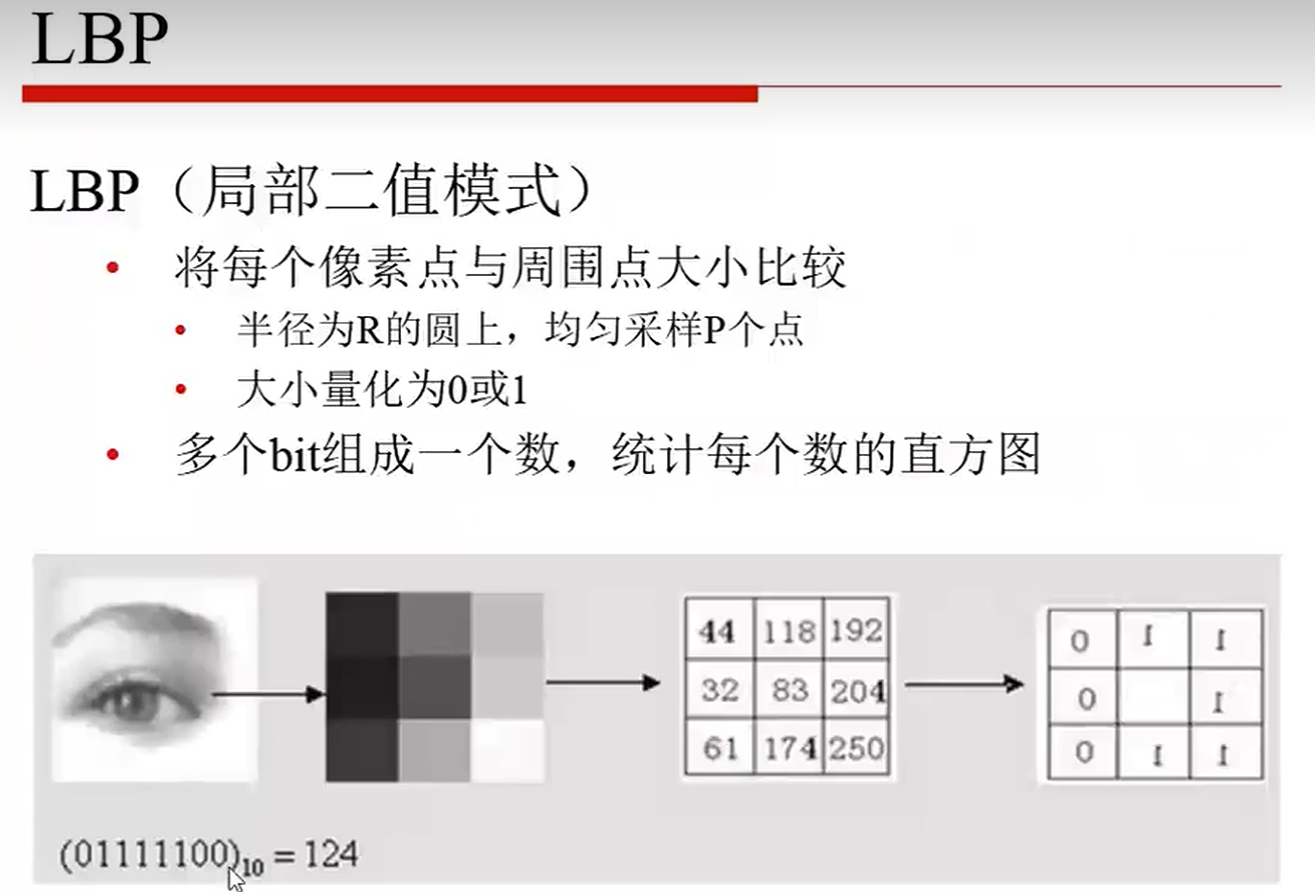 LBP
LBP（局部二值模式）
• 将每个像素点与周围点大小比较
• 半径为R的圆上，均匀采样P个点
• 大小量化为0或1
• 多个bit组成一个数，统计每个数的直方图
44 118 192
32 83 204
61 174 250
0 1 1
0 1
0 1 1
(01111100)10 = 124